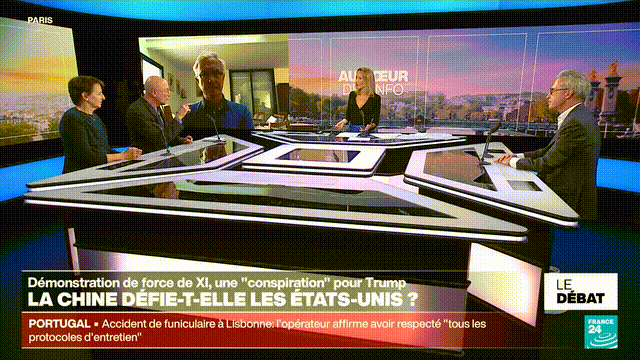 PARIS
AU CŒUR
DE L'INFO
Démonstration de force de XI, une "conspiration" pour Trump
LA CHINE DÉFIE-T-ELLE LES ÉTATS-UNIS ?
LE
DÉBAT
PORTUGAL ▪ Accident de funiculaire à Lisbonne: l'opérateur affirme avoir respecté "tous les
protocoles d'entretien"
FRANCE
24